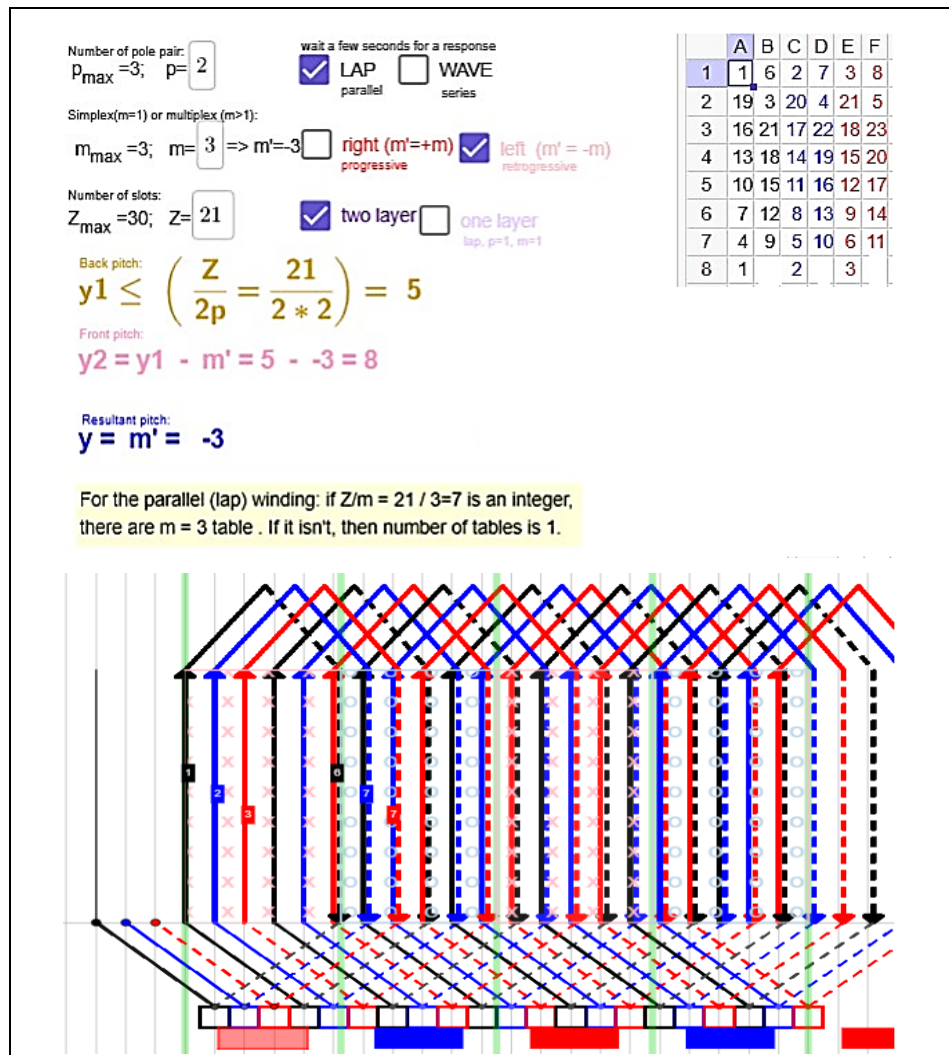 Number of pole pair:
pmax =3; p= 2
wait a few seconds for a response
LAP
parallel
WAVE
series
Simplex(m=1) or multiplex (m>1):
mmax =3; m= 3 => m'=-3
right (m'=+m)
progressive
left (m' = -m)
retrogressive
Number of slots:
Zmax =30; Z= 21
two layer
one layer
lap, p=1, m=1
Back pitch:
y1 ≤ ( Z/2p = 21/2 * 2 ) = 5
Front pitch:
y2 = y1 - m' = 5 - -3 = 8
Resultant pitch:
y = m' = -3
For the parallel (lap) winding: if Z/m = 21 / 3=7 is an integer,
there are m = 3 table . If it isn't, then number of tables is 1.
A B C D E F
1 1 6 2 7 3 8
2 19 3 20 4 21 5
3 16 21 17 22 18 23
4 13 18 14 19 15 20
5 10 15 11 16 12 17
6 7 12 8 13 9 14
7 4 9 5 10 6 11
8 1 2 3
1
6
2
7
3
7